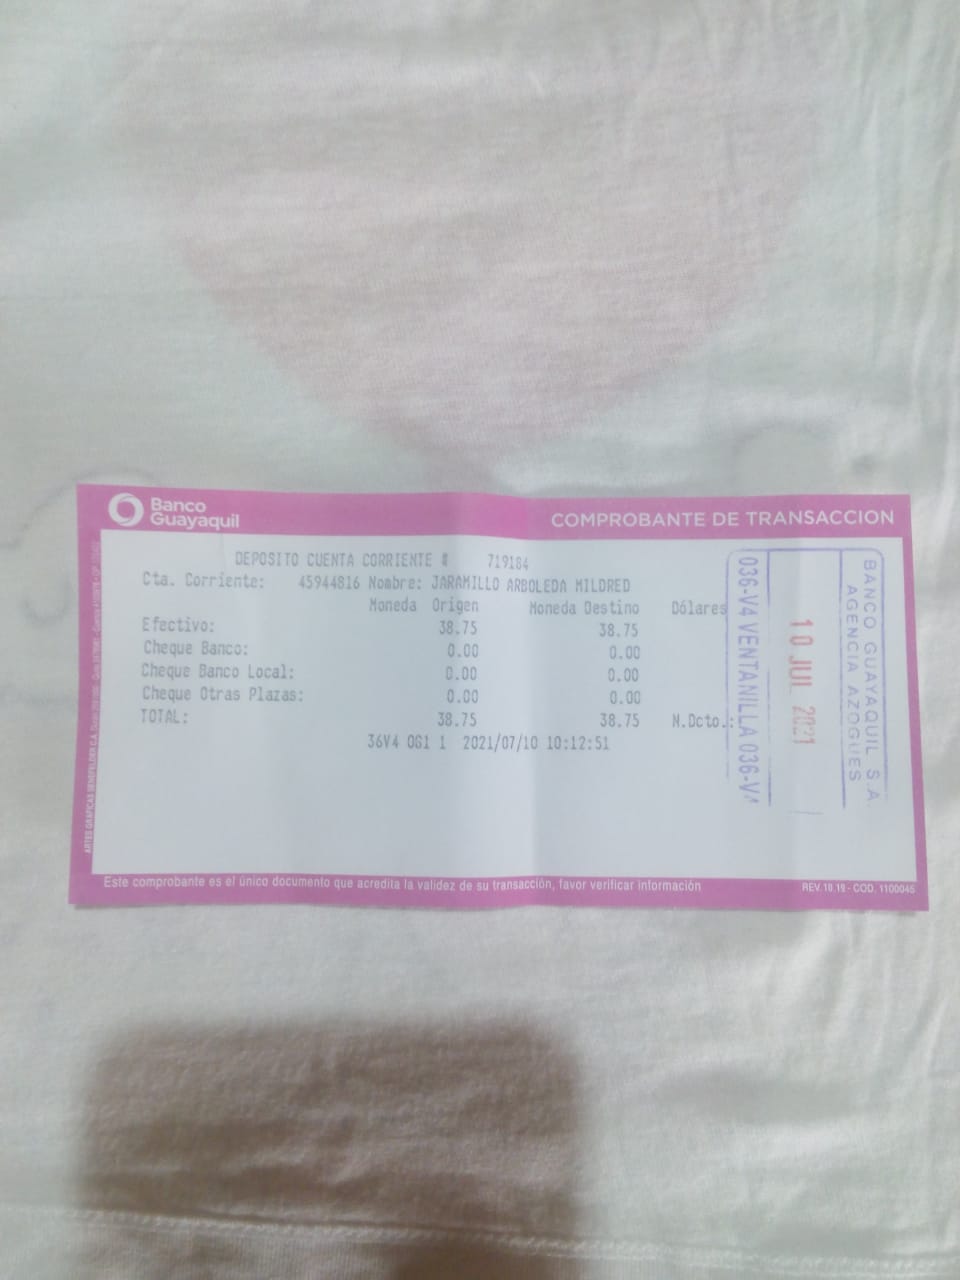 Banco
Guayaquil
COMPROBANTE DE TRANSACCION
DEPOSITO CUENTA CORRIENTE # 719184
Cta. Corriente: 45944816 Nombre: JARAMILLO ARBOLEDA MILDRED
Moneda Origen Moneda Destino Dólares
Efectivo: 38.75 38.75
Cheque Banco: 0.00 0.00
Cheque Banco Local: 0.00 0.00
Cheque Otras Plazas: 0.00 0.00
TOTAL: 38.75 38.75 N.Dcto.:
36V4 OG1 1 2021/07/10 10:12:51
BANCO GUAYAQUIL S.A.
AGENCIA AZOGUES
10 JUL 2021
036-V4 VENTANILLA 036-V4
Este comprobante es el único documento que acredita la validez de su transacción, favor verificar información
REV.10.19 - COD. 1100045
ARTES GRAFICAS SENEFELDER C.A.